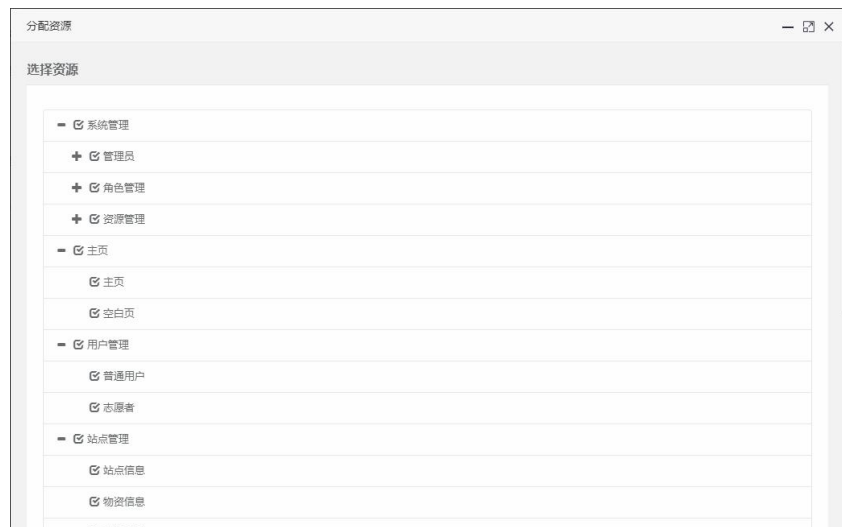 分配资源
选择资源
系统管理
管理员
角色管理
资源管理
主页
主页
空白页
用户管理
普通用户
志愿者
站点管理
站点信息
物资信息